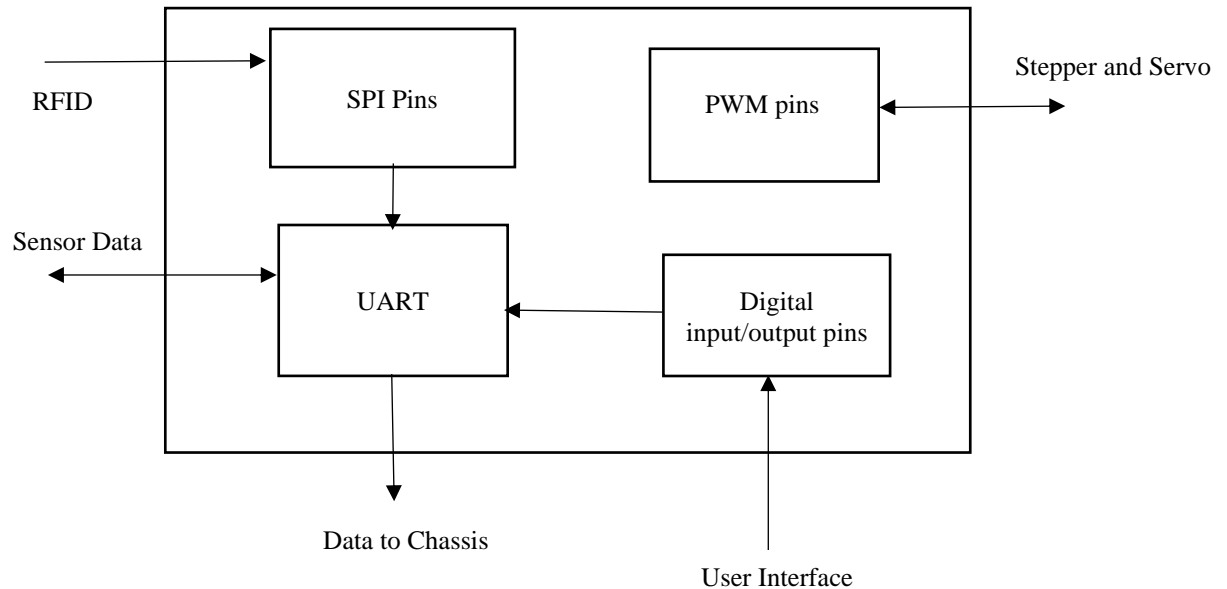 Stepper and Servo
SPI Pins
PWM pins
RFID
Sensor Data
UART
Digital
input/output pins
Data to Chassis
User Interface